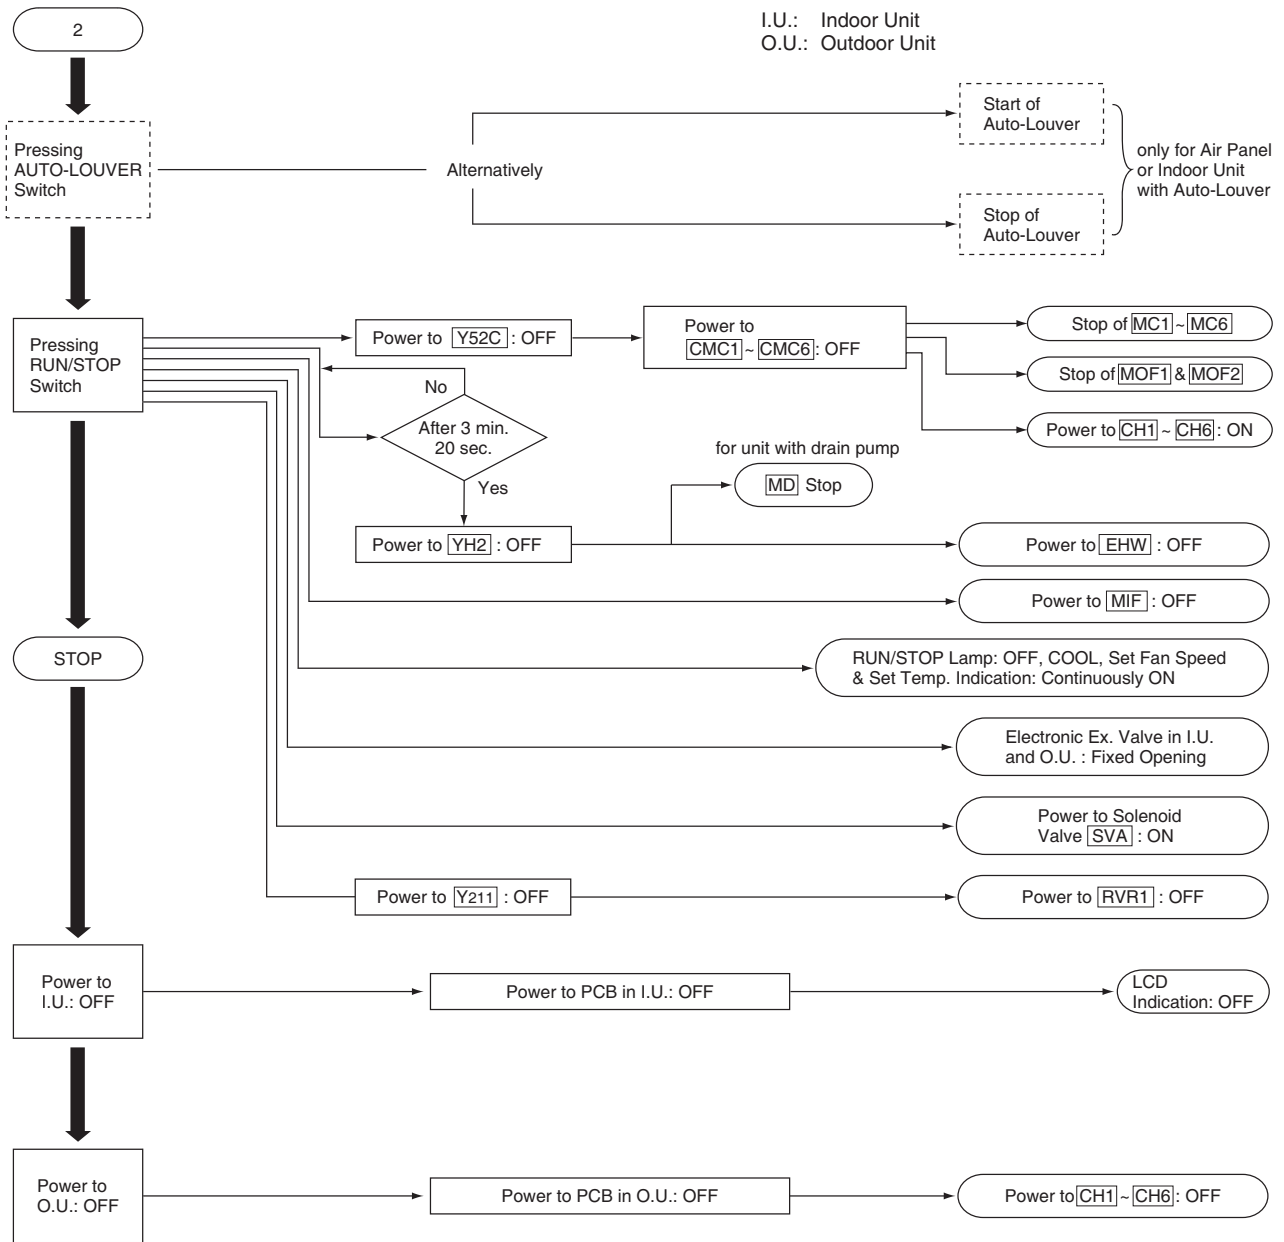 2
I.U.: Indoor Unit
O.U.: Outdoor Unit
Pressing
AUTO-LOUVER
Switch
Alternatively
Start of
Auto-Louver
Stop of
Auto-Louver
only for Air Panel
or Indoor Unit
with Auto-Louver
Pressing
RUN/STOP
Switch
Power to Y52C : OFF
Power to
CMC1 ~ CMC6 : OFF
Stop of MC1 ~ MC6
Stop of MOF1 & MOF2
Power to CH1 ~ CH6 : ON
No
After 3 min.
20 sec.
Yes
for unit with drain pump
MD Stop
Power to YH2 : OFF
Power to EHW : OFF
Power to MIF : OFF
STOP
RUN/STOP Lamp: OFF, COOL, Set Fan Speed
& Set Temp. Indication: Continuously ON
Electronic Ex. Valve in I.U.
and O.U. : Fixed Opening
Power to Solenoid
Valve SVA : ON
Power to Y211 : OFF
Power to RVR1 : OFF
Power to
I.U.: OFF
Power to PCB in I.U.: OFF
LCD
Indication: OFF
Power to
O.U.: OFF
Power to PCB in O.U.: OFF
Power to CH1 ~ CH6 : OFF